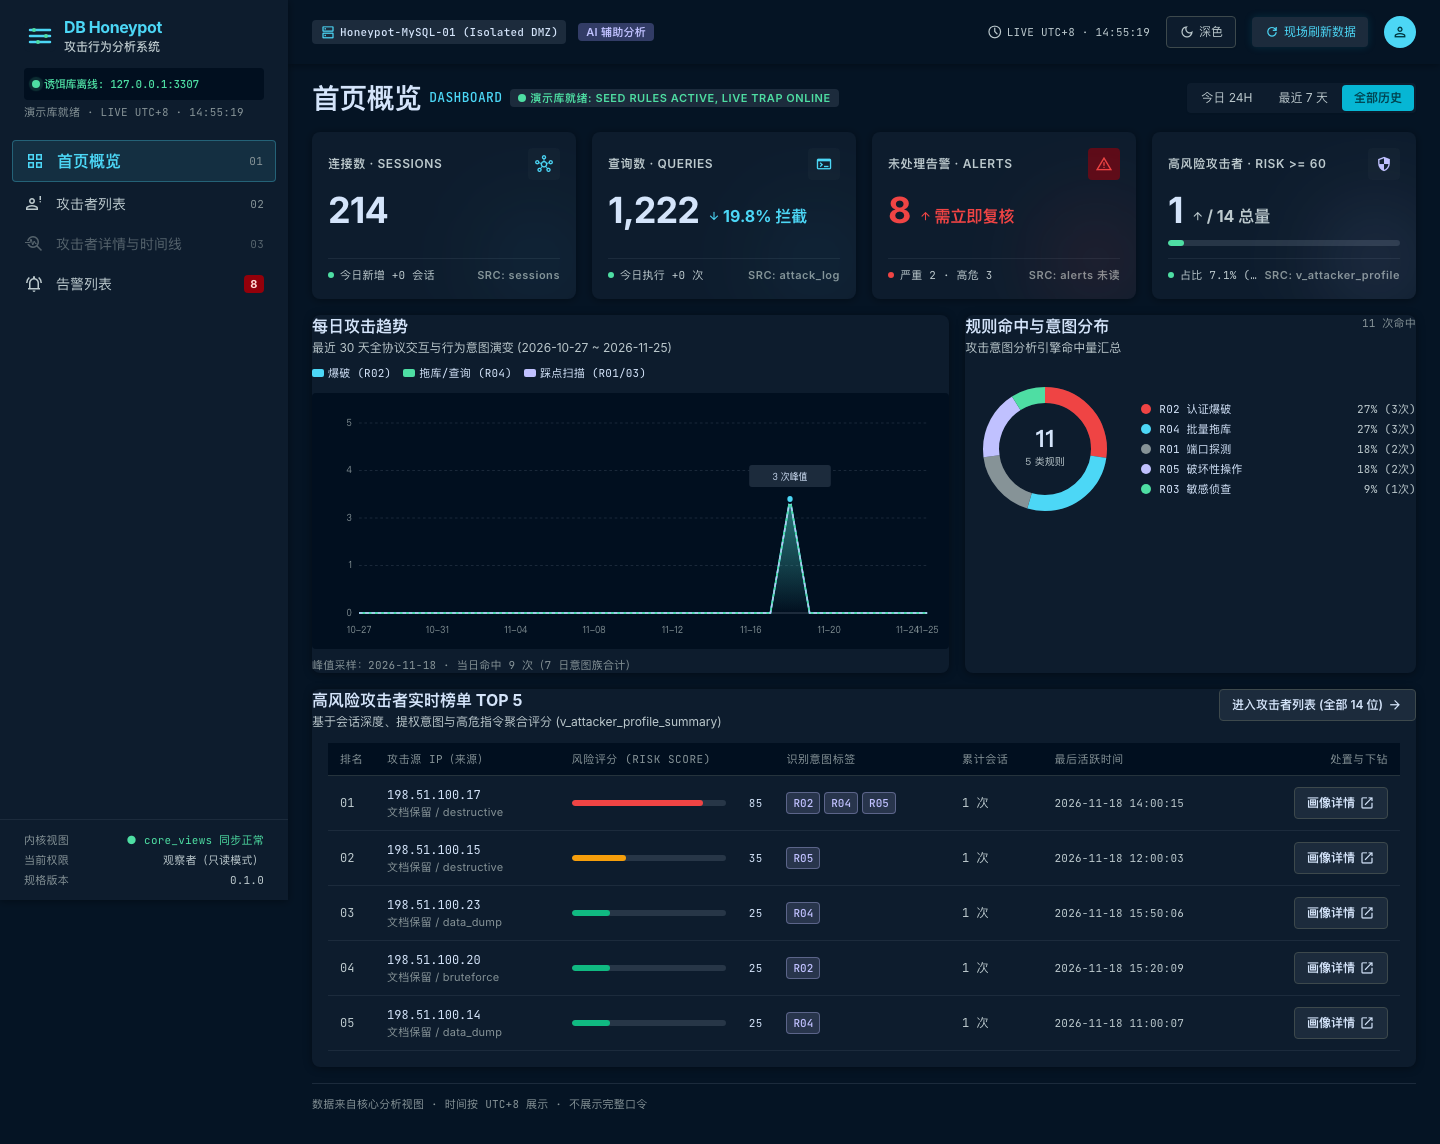 DB Honeypot
攻击行为分析系统
诱饵库离线: 127.0.0.1:3307
演示库就绪 · LIVE UTC+8 · 14:55:19
首页概览 01
攻击者列表 02
攻击者详情与时间线 03
告警列表 8
内核视图 core_views 同步正常
当前权限 观察者 (只读模式)
规格版本 0.1.0
Honeypot-MySQL-01 (Isolated DMZ)
AI 辅助分析
LIVE UTC+8 · 14:55:19
深色
现场刷新数据
首页概览 DASHBOARD 演示库就绪: SEED RULES ACTIVE, LIVE TRAP ONLINE
今日 24H 最近 7 天 全部历史
连接数 · SESSIONS
214
今日新增 +0 会话 SRC: sessions
查询数 · QUERIES
1,222 ↓ 19.8% 拦截
今日执行 +0 次 SRC: attack_log
未处理告警 · ALERTS
8 ↑ 需立即复核
严重 2 · 高危 3 SRC: alerts 未读
高风险攻击者 · RISK >= 60
1 ↑ / 14 总量
占比 7.1% (… SRC: v_attacker_profile
每日攻击趋势
最近 30 天全协议交互与行为意图演变 (2026-10-27 ~ 2026-11-25)
爆破 (R02) 拖库/查询 (R04) 踩点扫描 (R01/03)
5
4
3
1
0
3 次峰值
10–27 10–31 11–04 11–08 11–12 11–16 11–20 11–24 11–25
峰值采样: 2026-11-18 · 当日命中 9 次 (7 日意图族合计)
规则命中与意图分布 11 次命中
攻击意图分析引擎命中量汇总
11
5 类规则
R02 认证爆破 27% (3次)
R04 批量拖库 27% (3次)
R01 端口探测 18% (2次)
R05 破坏性操作 18% (2次)
R03 敏感侦查 9% (1次)
高风险攻击者实时榜单 TOP 5
基于会话深度、提权意图与高危指令聚合评分 (v_attacker_profile_summary)
进入攻击者列表 (全部 14 位) →
排名 攻击源 IP (来源) 风险评分 (RISK SCORE) 识别意图标签 累计会话 最后活跃时间 处置与下钻
01 198.51.100.17 85 R02 R04 R05 1 次 2026-11-18 14:00:15 画像详情
文档保留 / destructive
02 198.51.100.15 35 R05 1 次 2026-11-18 12:00:03 画像详情
文档保留 / destructive
03 198.51.100.23 25 R04 1 次 2026-11-18 15:50:06 画像详情
文档保留 / data_dump
04 198.51.100.20 25 R02 1 次 2026-11-18 15:20:09 画像详情
文档保留 / bruteforce
05 198.51.100.14 25 R04 1 次 2026-11-18 11:00:07 画像详情
文档保留 / data_dump
数据来自核心分析视图 · 时间按 UTC+8 展示 · 不展示完整口令